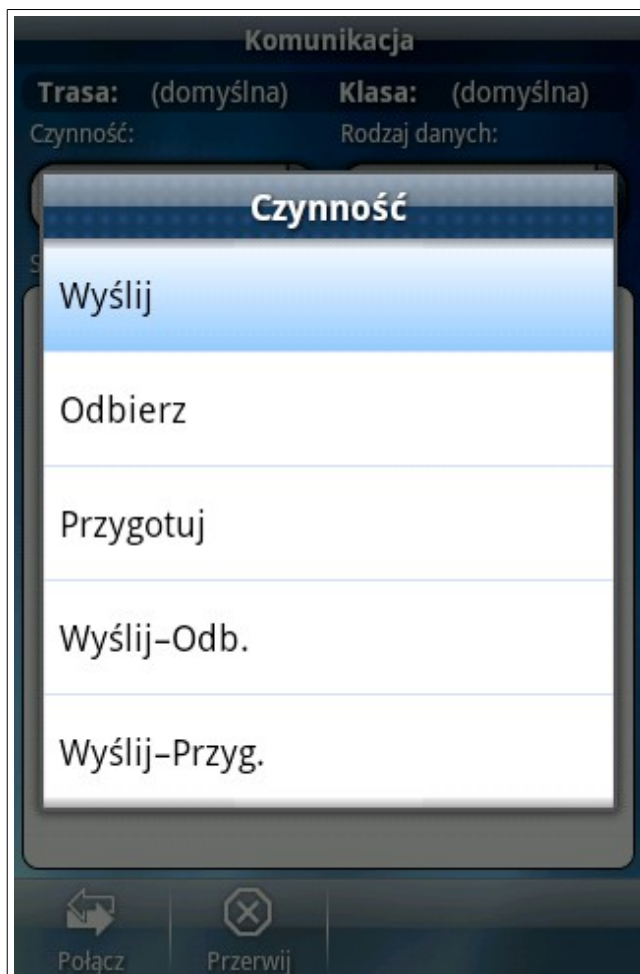 Komunikacja
Trasa: (domyślna) Klasa: (domyślna)
Czynność: Rodzaj danych:
Czynność
Wyślij
Odbierz
Przygotuj
Wyślij–Odb.
Wyślij–Przyg.
Połącz Przerwij